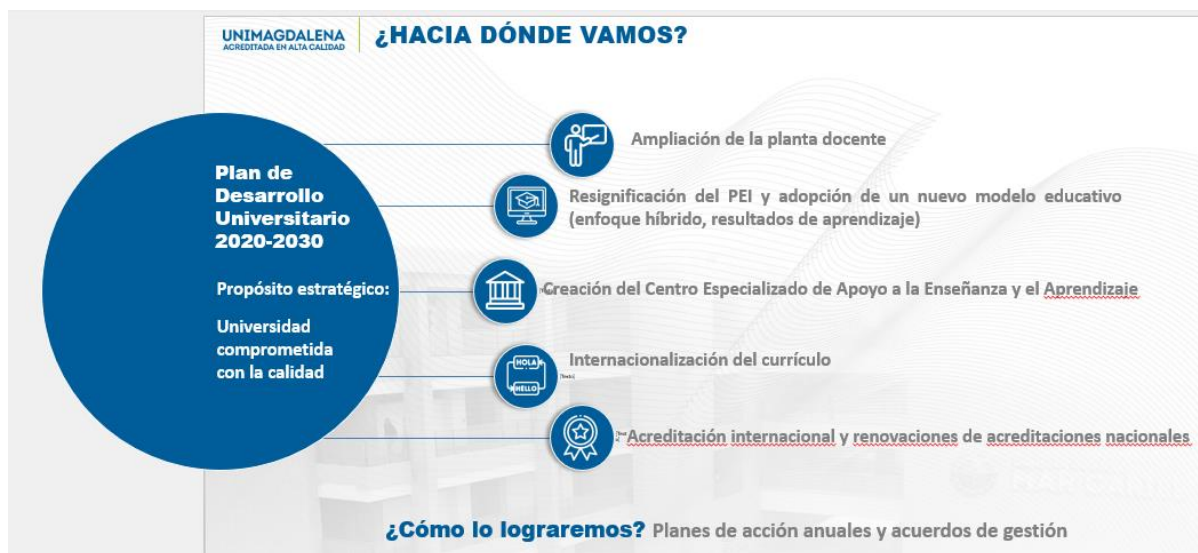 UNIMAGDALENA
ACREDITADA EN ALTA CALIDAD
¿HACIA DÓNDE VAMOS?
Plan de
Desarrollo
Universitario
2020-2030
Propósito estratégico:
Universidad
comprometida
con la calidad
Ampliación de la planta docente
Resignificación del PEI y adopción de un nuevo modelo educativo
(enfoque híbrido, resultados de aprendizaje)
Creación del Centro Especializado de Apoyo a la Enseñanza y el Aprendizaje
HOLA
HELLO
[Texto]
Internacionalización del currículo
Acreditación internacional y renovaciones de acreditaciones nacionales
¿Cómo lo lograremos? Planes de acción anuales y acuerdos de gestión